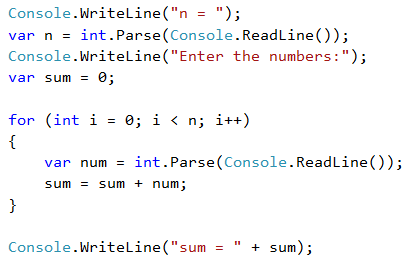 Console.WriteLine("n = ");
var n = int.Parse(Console.ReadLine());
Console.WriteLine("Enter the numbers:");
var sum = 0;

for (int i = 0; i < n; i++)
{
    var num = int.Parse(Console.ReadLine());
    sum = sum + num;
}

Console.WriteLine("sum = " + sum);